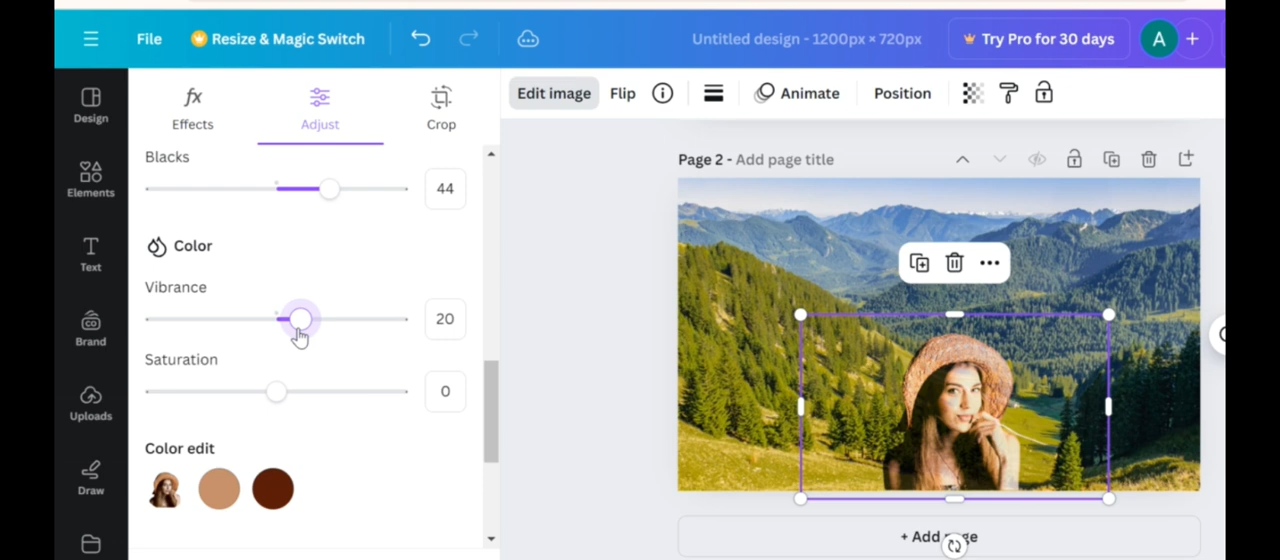 File
Resize & Magic Switch
Untitled design - 1200px × 720px
Try Pro for 30 days
A
+
Design
Elements
Text
CO
Brand
Uploads
Draw
fx
Effects
Adjust
Crop
Edit image
Flip
Animate
Position
Blacks
44
Color
Vibrance
20
Saturation
0
Color edit
Page 2 - Add page title
+ Add page